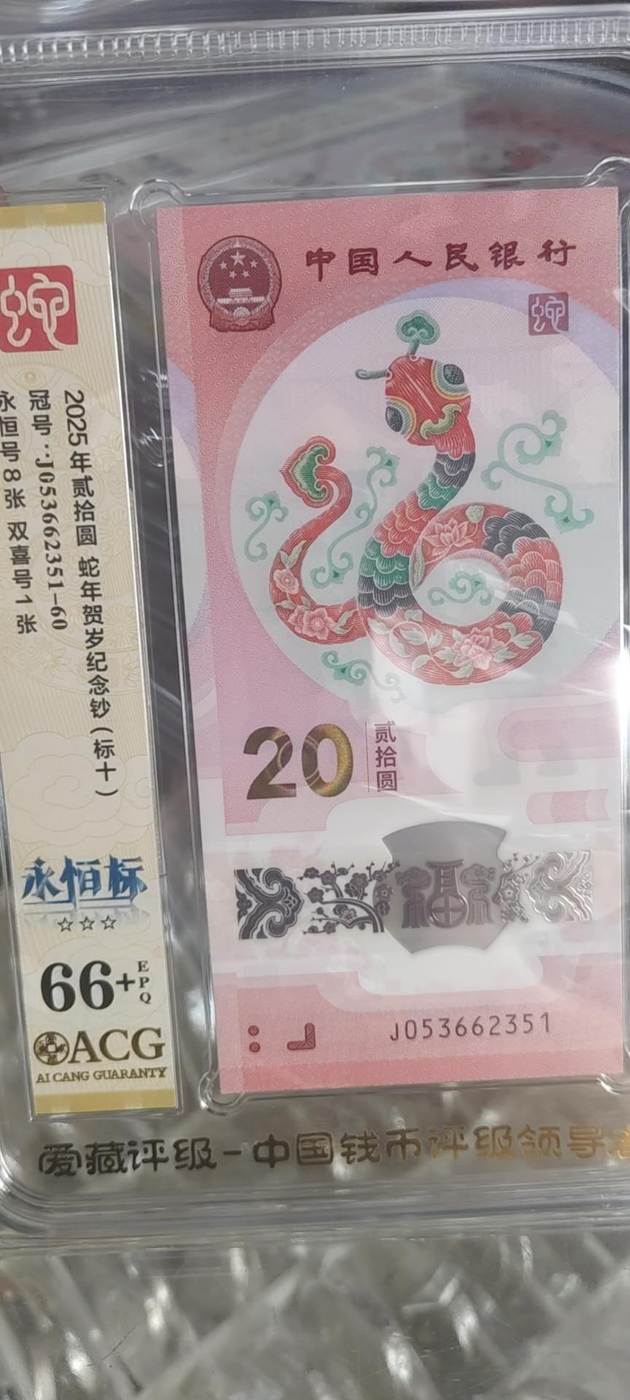 蛇
2025年贰拾圆 蛇年贺岁纪念钞(标十)
冠号:J053662351-60
永恒号8张 双喜号1张
永恒标
☆☆☆
66+EPQ
ACG
AI CANG GUARANTY
中国人民银行
蛇
20
贰拾圆
福
J053662351
爱藏评级-中国钱币评级领导